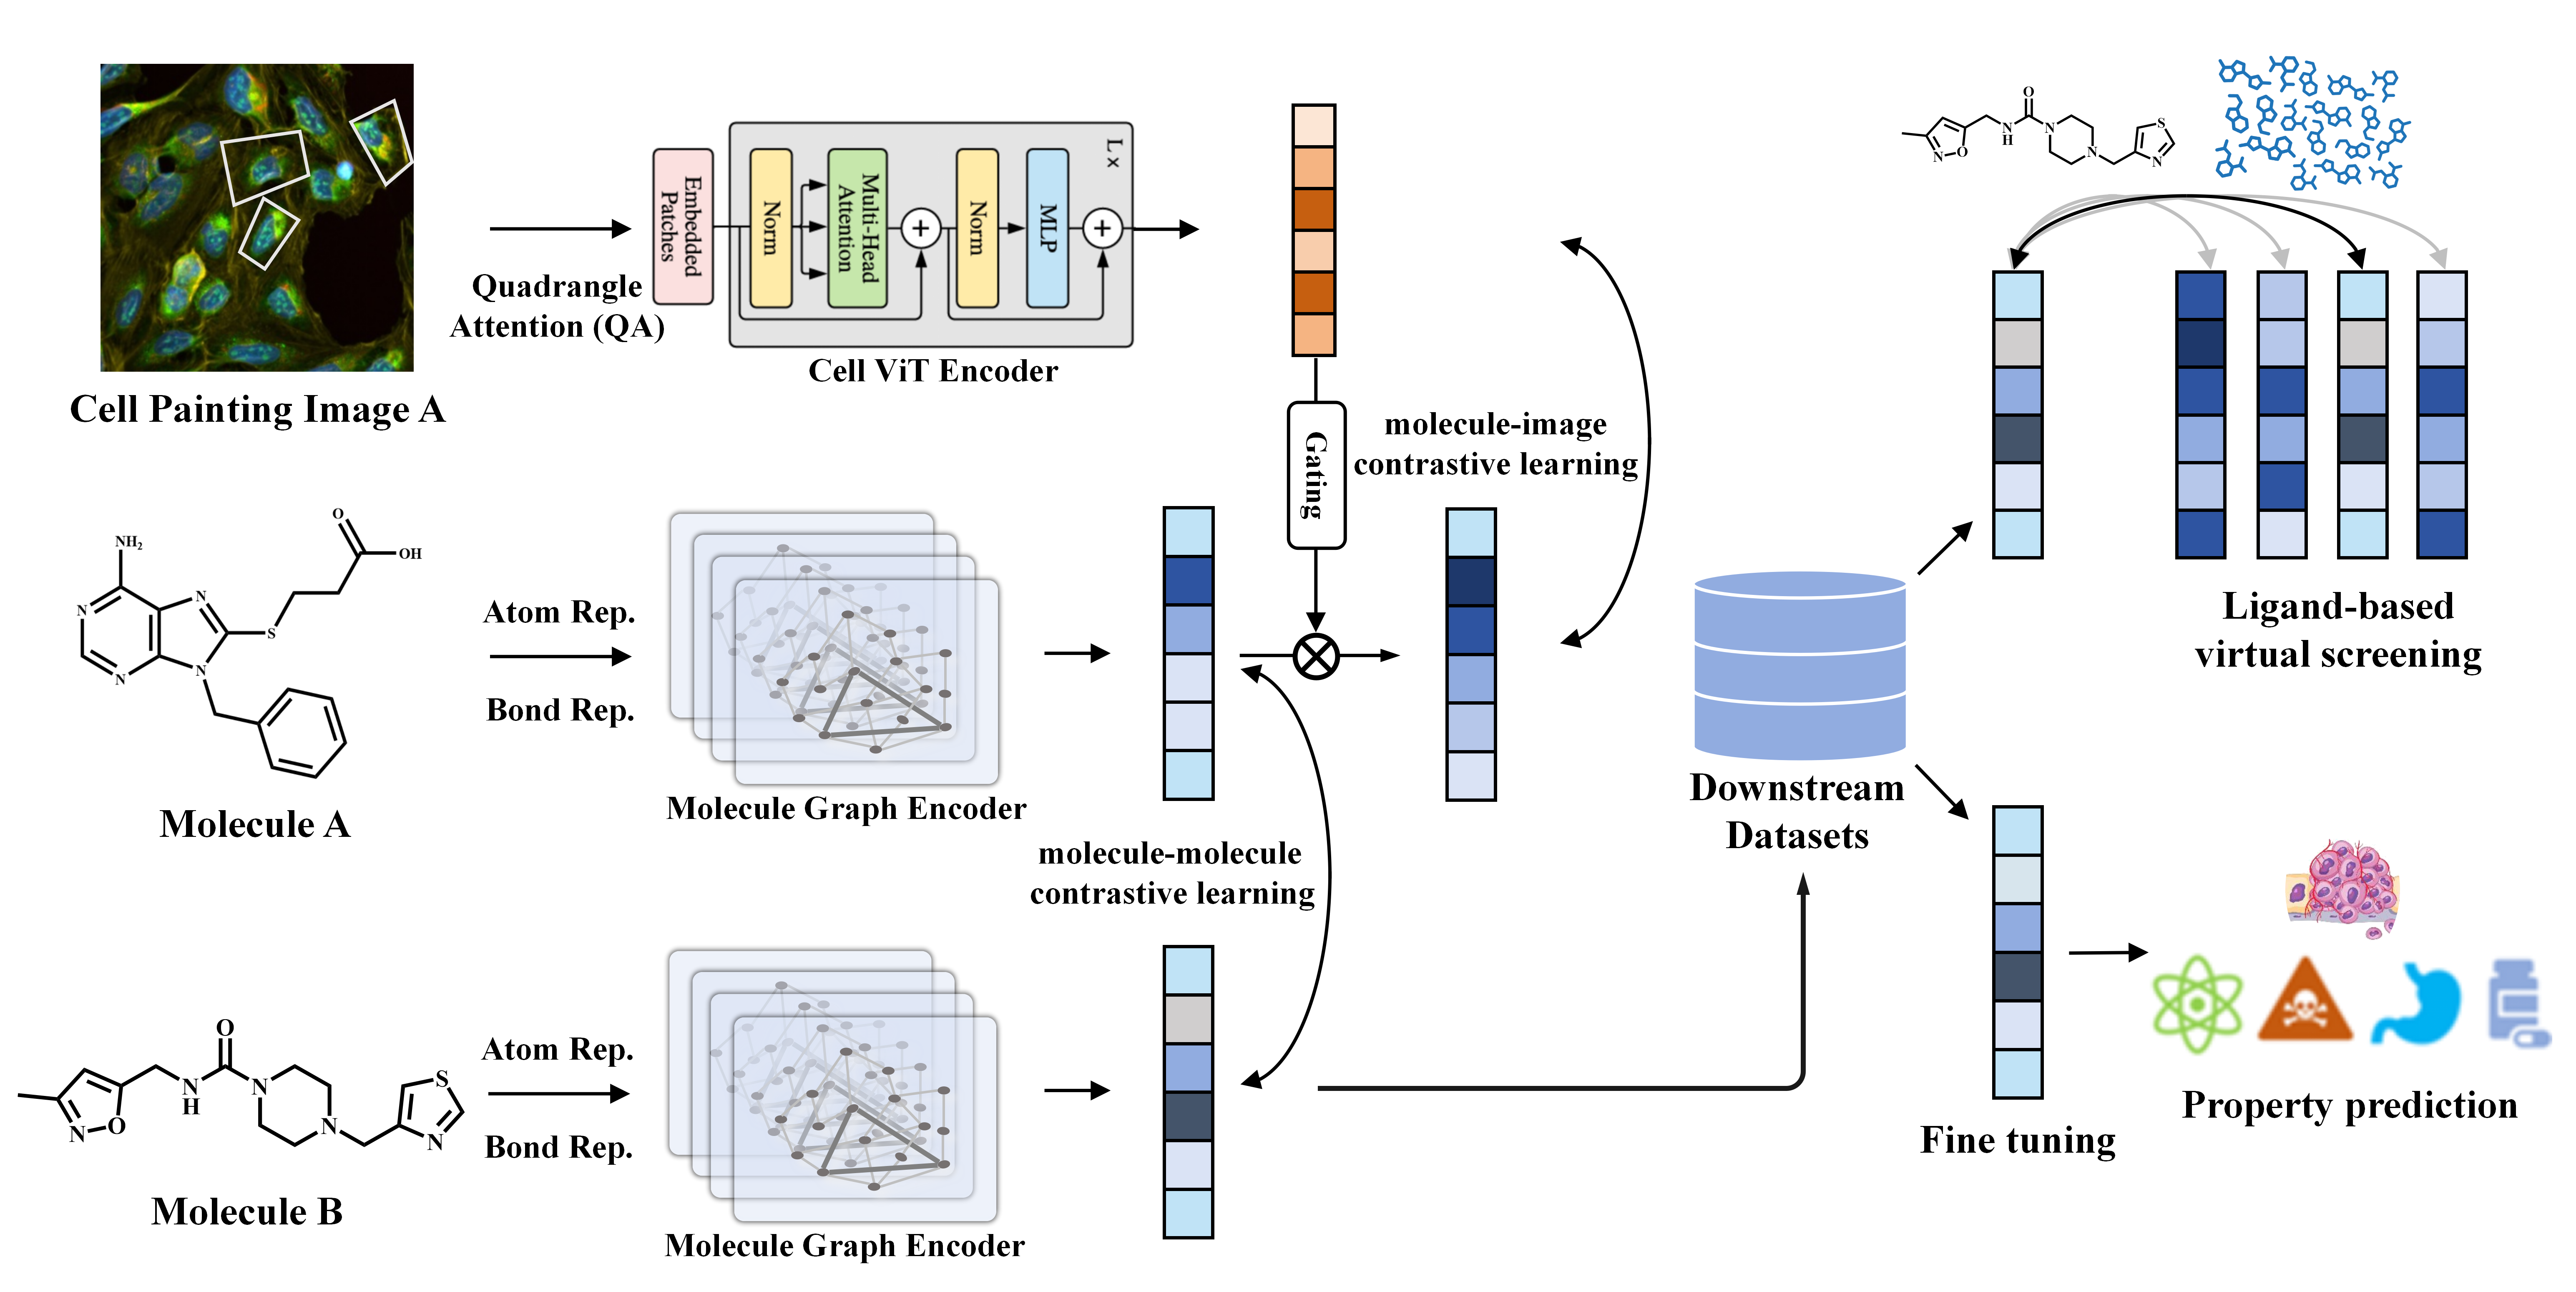 Cell Painting Image A
Quadrangle
Attention (QA)
Embedded
Patches
Norm
Multi-Head
Attention
+
Norm
MLP
+
L x
Cell ViT Encoder
Gating
molecule-image
contrastive learning
NH2
N
N
N
N
S
O
OH
Molecule A
Atom Rep.
Bond Rep.
Molecule Graph Encoder
molecule-molecule
contrastive learning
O
N
H
N
N
N
O
S
N
Molecule B
Atom Rep.
Bond Rep.
Molecule Graph Encoder
Downstream
Datasets
O
N
H
N
N
N
O
S
N
Ligand-based
virtual screening
Fine tuning
Property prediction